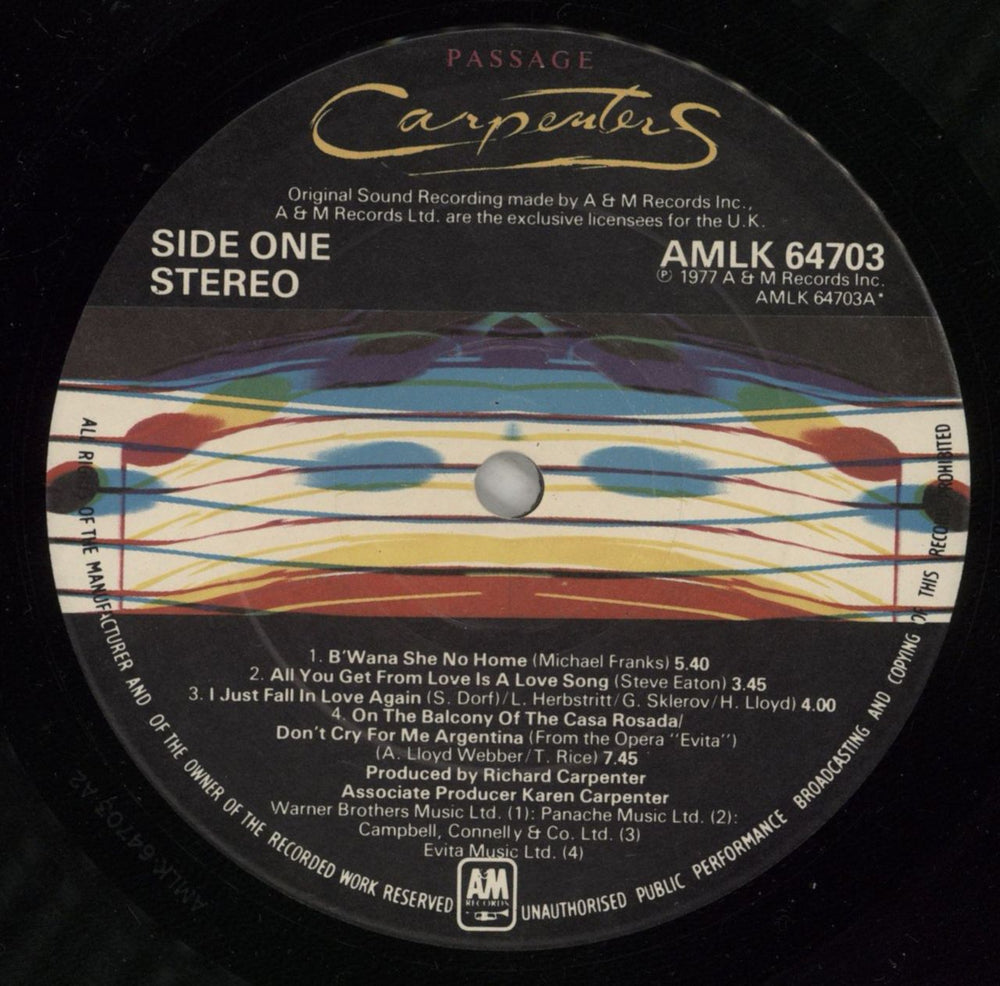 PASSAGE
Carpenters
Original Sound Recording made by A & M Records Inc.,
A & M Records Ltd. are the exclusive licensees for the U.K.
SIDE ONE
STEREO
AMLK 64703
℗ 1977 A & M Records Inc.
AMLK 64703A*
1. B'Wana She No Home (Michael Franks) 5.40
2. All You Get From Love Is A Love Song (Steve Eaton) 3.45
3. I Just Fall In Love Again (S. Dorf)/L. Herbstritt/G. Sklerov/H. Lloyd) 4.00
4. On The Balcony Of The Casa Rosada/
Don't Cry For Me Argentina (From the Opera "Evita")
(A. Lloyd Webber/T. Rice) 7.45
Produced by Richard Carpenter
Associate Producer Karen Carpenter
Warner Brothers Music Ltd. (1): Panache Music Ltd. (2):
Campbell, Connelly & Co. Ltd. (3)
Evita Music Ltd. (4)
ALL OF THE MANUFACTURER AND OF THE OWNER OF THE RECORDED WORK RESERVED
AM
RECORDS
UNAUTHORISED PUBLIC PERFORMANCE BROADCASTING AND COPYING OF THIS PROHIBITED